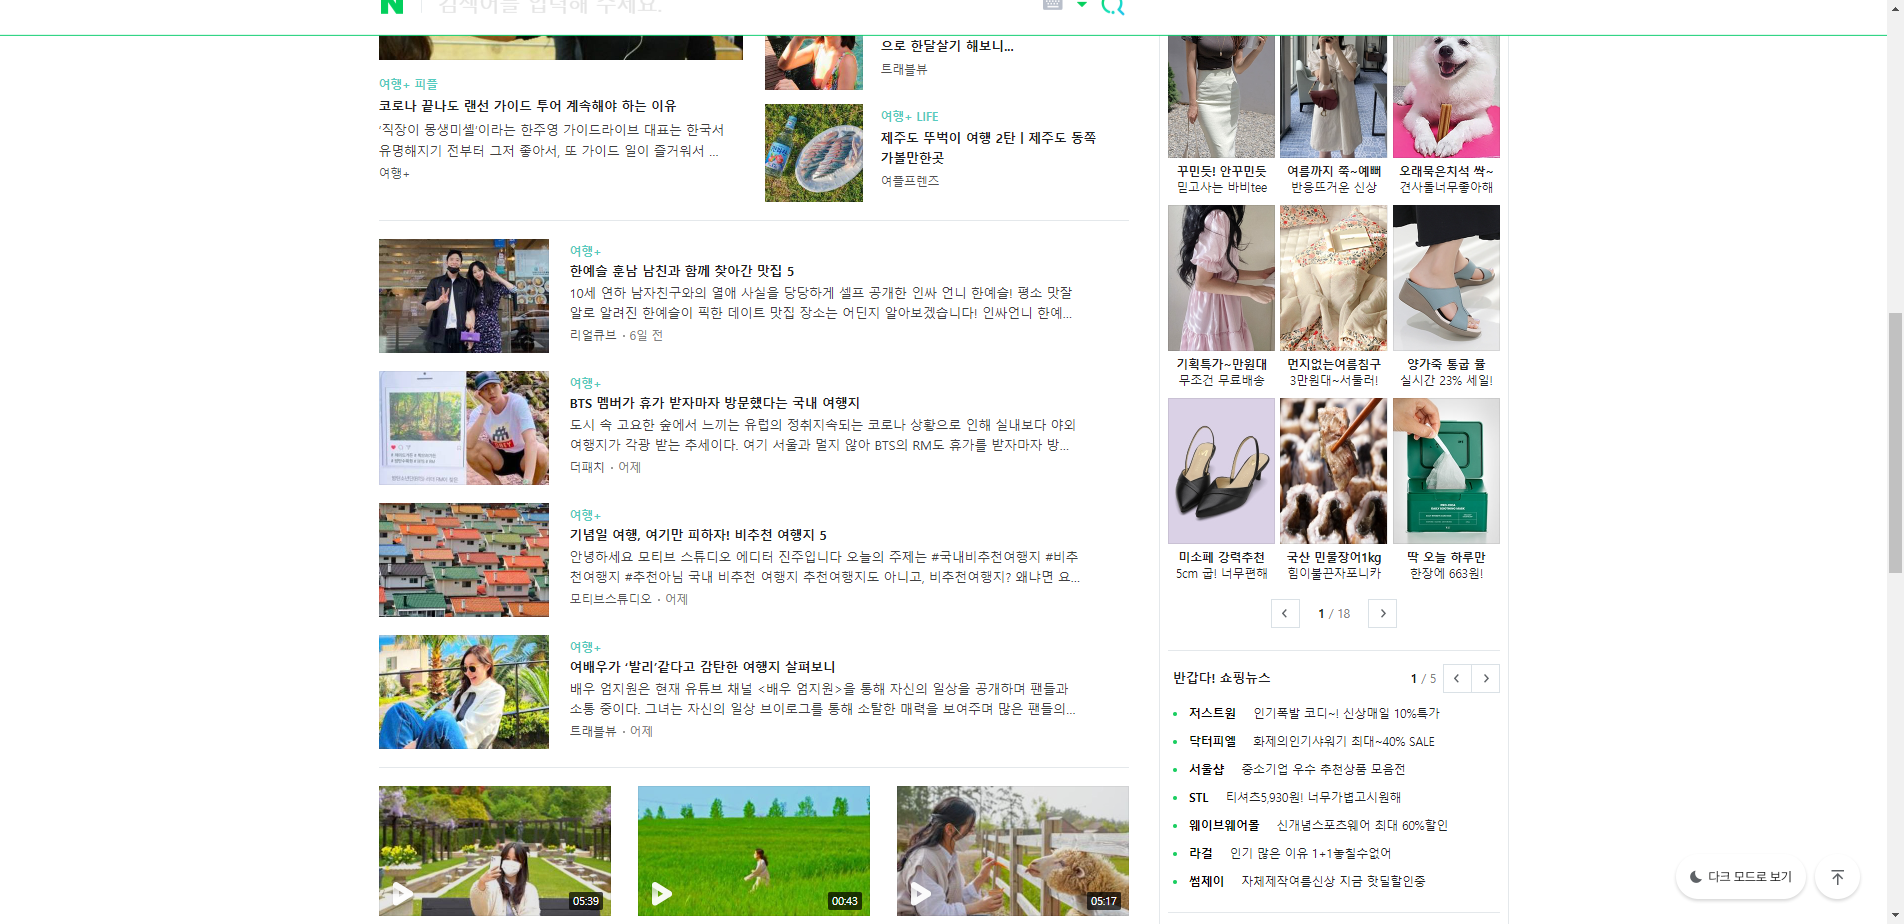 N
검색어를 입력해 주세요.
여행+ 피플
코로나 끝나도 랜선 가이드 투어 계속해야 하는 이유
'직장이 몽생미셸'이라는 한주영 가이드라이브 대표는 한국서
유명해지기 전부터 그저 좋아서, 또 가이드 일이 즐거워서 ...
여행+
으로 한달살기 해보니...
트래블뷰
여행+ LIFE
제주도 뚜벅이 여행 2탄 | 제주도 동쪽
가볼만한곳
여플프렌즈
여행+
한예슬 훈남 남친과 함께 찾아간 맛집 5
10세 연하 남자친구와의 열애 사실을 당당하게 셀프 공개한 인싸 언니 한예슬! 평소 맛잘
알로 알려진 한예슬이 픽한 데이트 맛집 장소는 어딘지 알아보겠습니다! 인싸언니 한예...
리얼큐브 · 6일 전
여행+
BTS 멤버가 휴가 받자마자 방문했다는 국내 여행지
도시 속 고요한 숲에서 느끼는 유럽의 정취지속되는 코로나 상황으로 인해 실내보다 야외
여행지가 각광 받는 추세이다. 여기 서울과 멀지 않아 BTS의 RM도 휴가를 받자마자 방...
더패치 · 어제
여행+
기념일 여행, 여기만 피하자! 비추천 여행지 5
안녕하세요 모티브 스튜디오 에디터 진주입니다 오늘의 주제는 #국내비추천여행지 #비추
천여행지 #추천아님 국내 비추천 여행지 추천여행지도 아니고, 비추천여행지? 왜냐면 요...
모티브스튜디오 · 어제
여행+
여배우가 '발리'같다고 감탄한 여행지 살펴보니
배우 엄지원은 현재 유튜브 채널 <배우 엄지원>을 통해 자신의 일상을 공개하며 팬들과
소통 중이다. 그녀는 자신의 일상 브이로그를 통해 소탈한 매력을 보여주며 많은 팬들의...
트래블뷰 · 어제
05:39
00:43
05:17
꾸민듯! 안꾸민듯
믿고사는 바비tee
여름까지 쭉~예뻐
반응뜨거운 신상
오래묵은치석 싹~
견사돌너무좋아해
기획특가~만원대
무조건 무료배송
먼지없는여름침구
3만원대~서둘러!
양가죽 통굽 뮬
실시간 23% 세일!
미소페 강력추천
5cm 굽! 너무편해
국산 민물장어1kg
힘이불끈자포니카
딱 오늘 하루만
한장에 663원!
1 / 18
반갑다! 쇼핑뉴스
1 / 5
저스트원 인기폭발 코디~! 신상매일 10%특가
닥터피엘 화제의인기샤워기 최대~40% SALE
서울샵 중소기업 우수 추천상품 모음전
STL 티셔츠5,930원! 너무가볍고시원해
웨이브웨어몰 신개념스포츠웨어 최대 60%할인
라걸 인기 많은 이유 1+1놓칠수없어
썸제이 자체제작여름신상 지금 핫딜할인중
다크 모드로 보기